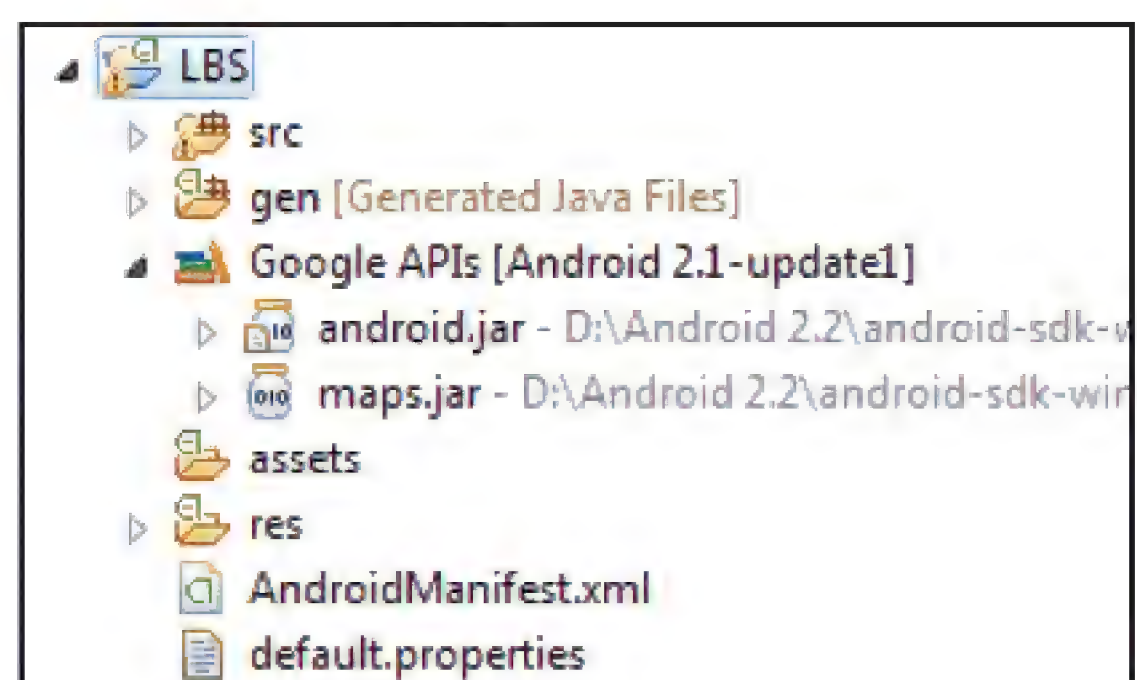 LBS
src
gen [Generated Java Files]
Google APIs [Android 2.1-update1]
android.jar - D:\Android 2.2\android-sdk-w
maps.jar - D:\Android 2.2\android-sdk-wir
assets
res
AndroidManifest.xml
default.properties